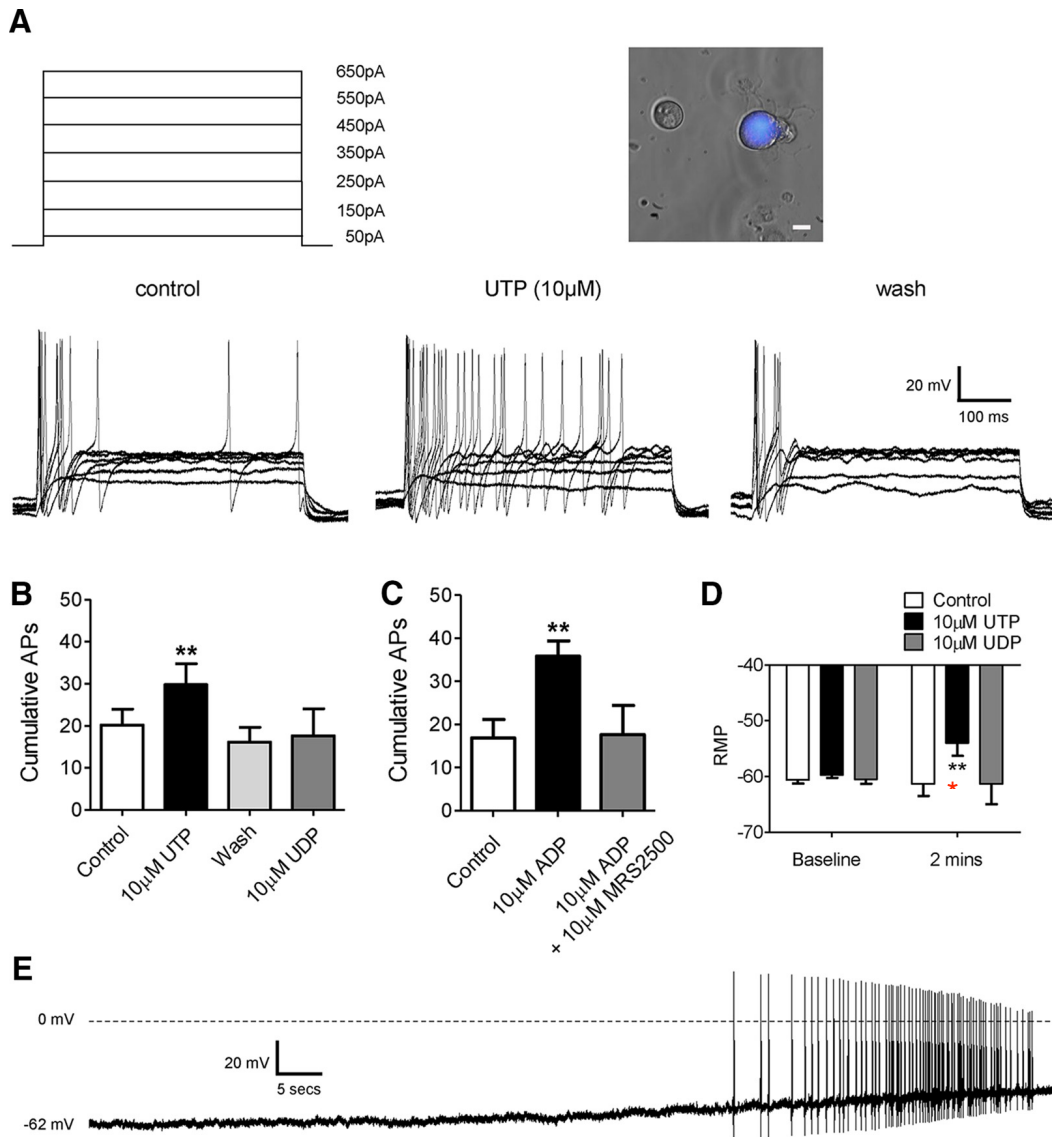 A
650pA
550pA
450pA
350pA
250pA
150pA
50pA
control
UTP (10µM)
wash
20 mV
100 ms
B
Cumulative APs
50
40
30
20
10
0
**
Control
10µM UTP
Wash
10µM UDP
C
Cumulative APs
50
40
30
20
10
0
**
Control
10µM ADP
10µM ADP
+ 10µM MRS2500
D
Control
10µM UTP
10µM UDP
RMP
-40
-50
-60
-70
**
*
Baseline
2 mins
E
0 mV
20 mV
5 secs
-62 mV